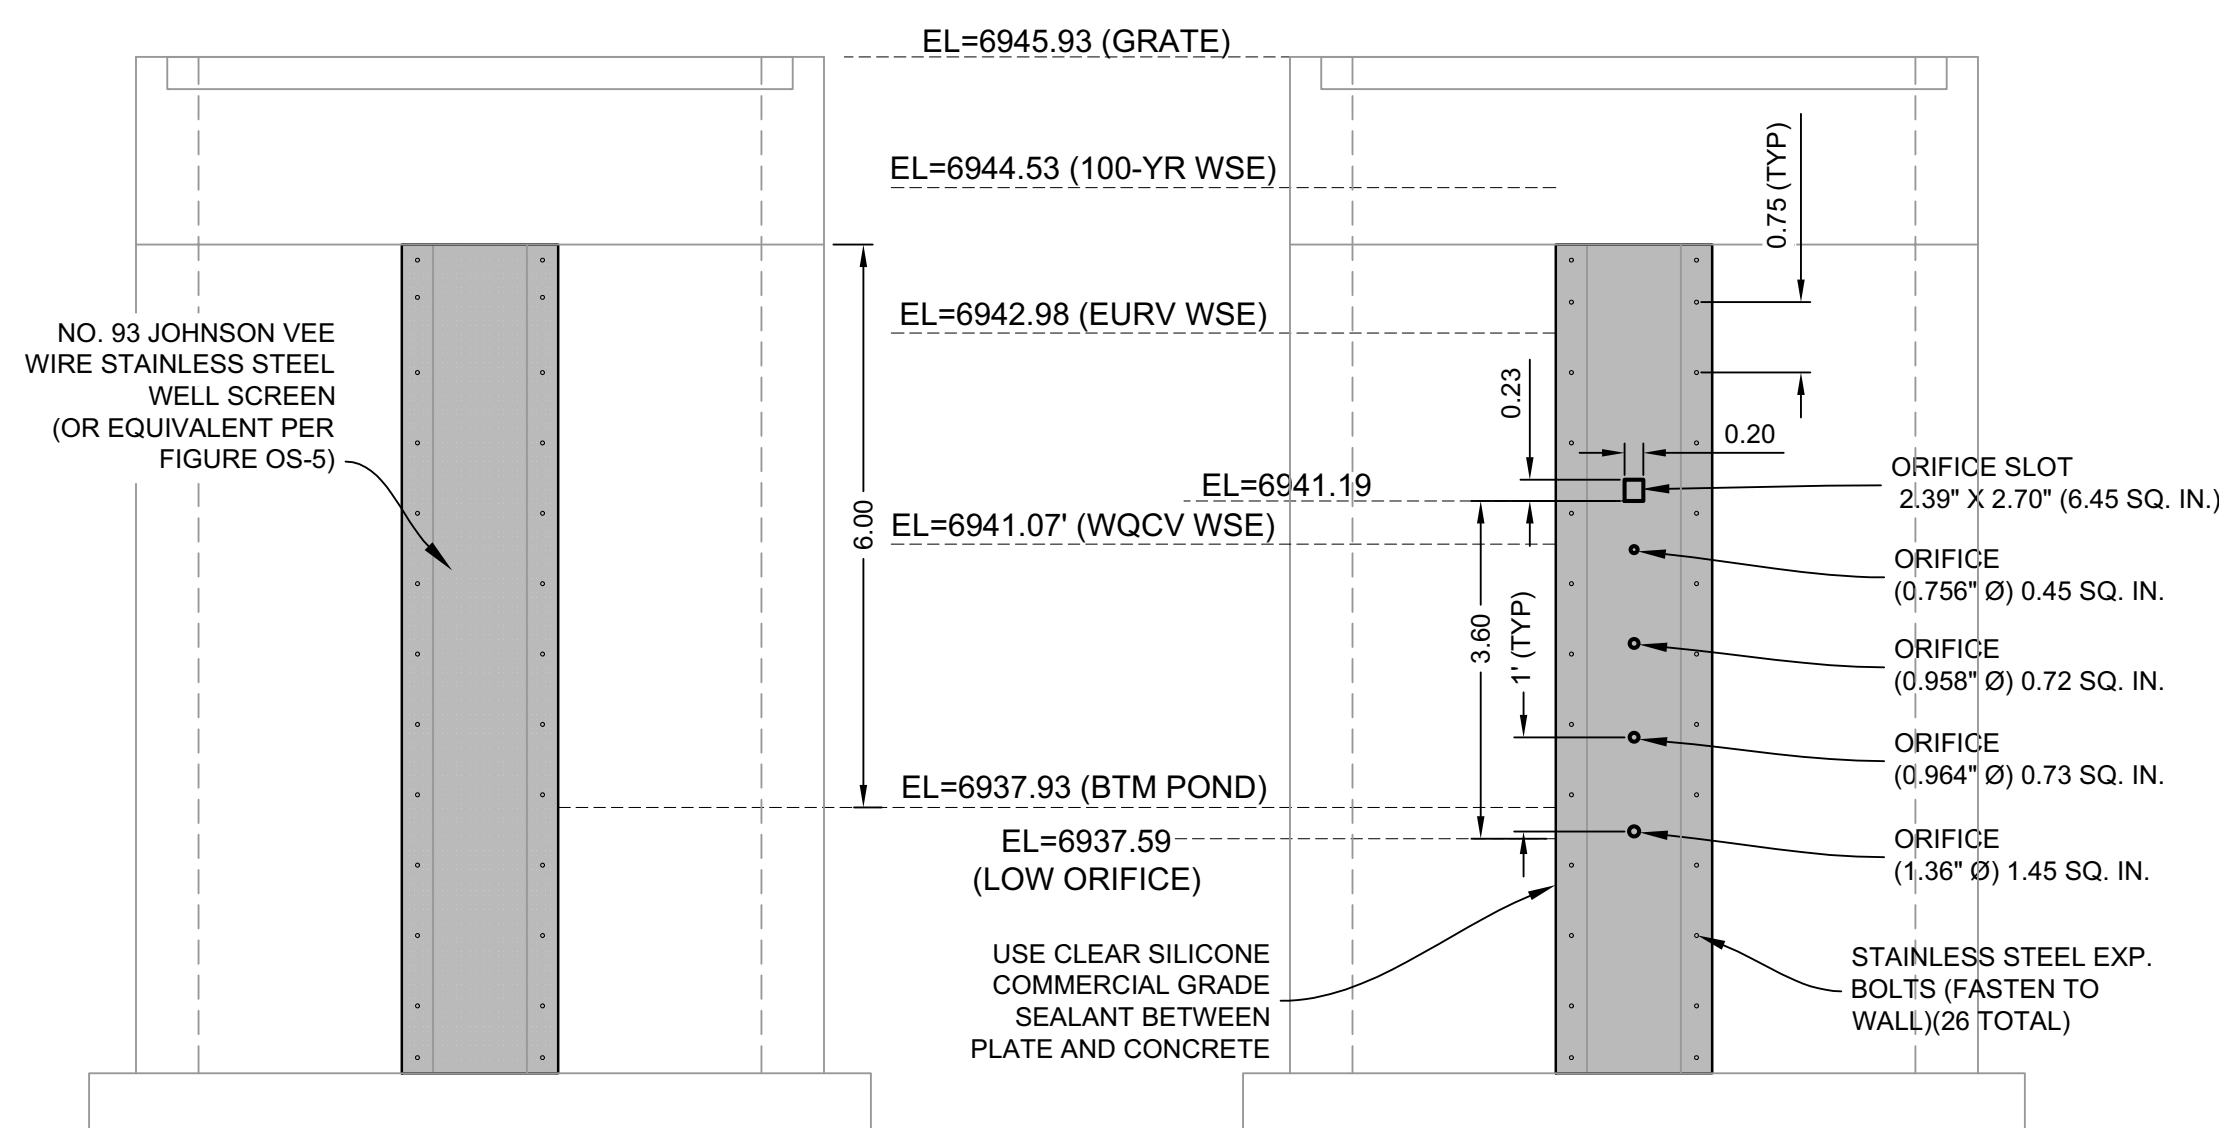 EL=6945.93 (GRATE)
EL=6944.53 (100-YR WSE)
0.75 (TYP)
EL=6942.98 (EURV WSE)
NO. 93 JOHNSON VEE
WIRE STAINLESS STEEL
WELL SCREEN
(OR EQUIVALENT PER
FIGURE OS-5)
0.23
0.20
6.00
EL=6941.19
EL=6941.07' (WQCV WSE)
ORIFICE SLOT
2.39" X 2.70" (6.45 SQ. IN.)
ORIFICE
(0.756" Ø) 0.45 SQ. IN.
3.60
1' (TYP)
ORIFICE
(0.958" Ø) 0.72 SQ. IN.
ORIFICE
(0.964" Ø) 0.73 SQ. IN.
EL=6937.93 (BTM POND)
EL=6937.59
(LOW ORIFICE)
ORIFICE
(1.36" Ø) 1.45 SQ. IN.
USE CLEAR SILICONE
COMMERCIAL GRADE
SEALANT BETWEEN
PLATE AND CONCRETE
STAINLESS STEEL EXP.
BOLTS (FASTEN TO
WALL)(26 TOTAL)